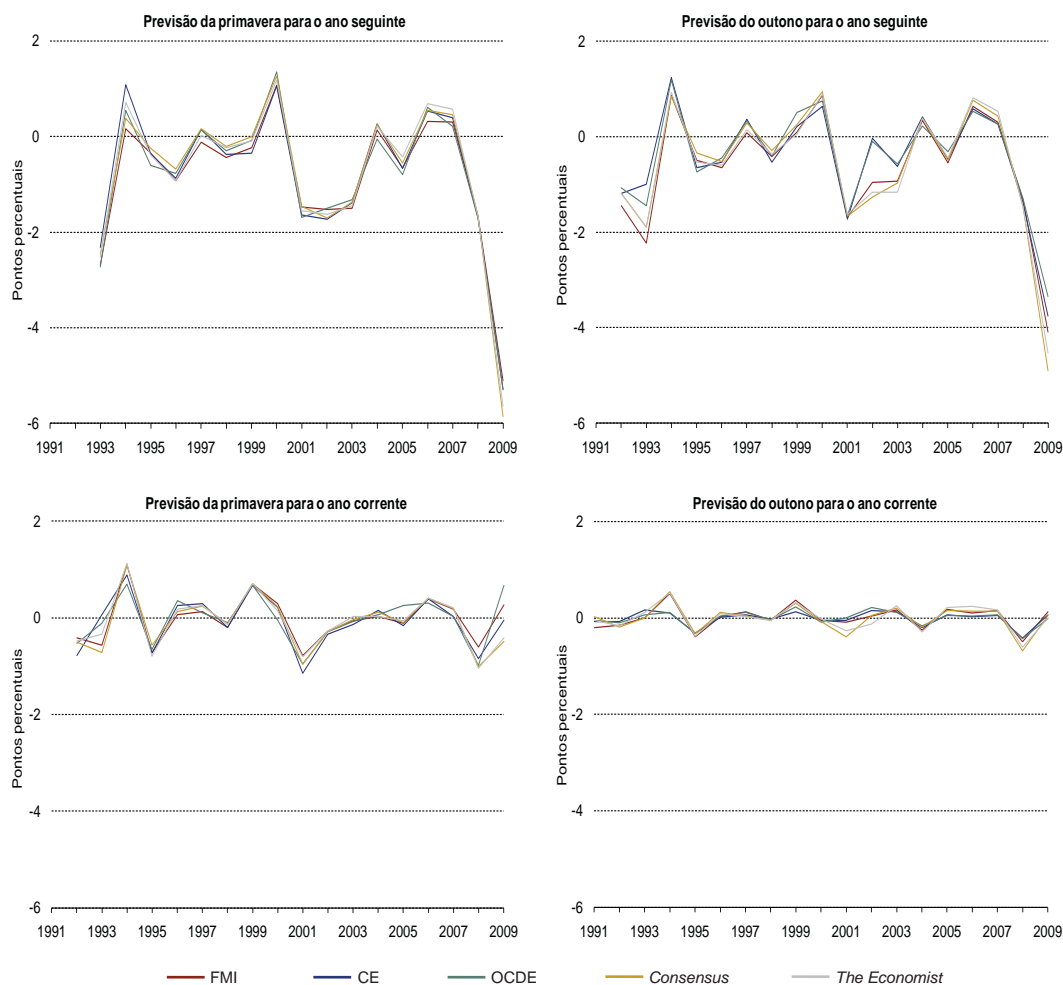 Previsão da primavera para o ano seguinte
Previsão do outono para o ano seguinte
Pontos percentuais
2
0
-2
-4
-6
1991 1993 1995 1997 1999 2001 2003 2005 2007 2009
Pontos percentuais
2
0
-2
-4
-6
1991 1993 1995 1997 1999 2001 2003 2005 2007 2009
Previsão da primavera para o ano corrente
Previsão do outono para o ano corrente
Pontos percentuais
2
0
-2
-4
-6
1991 1993 1995 1997 1999 2001 2003 2005 2007 2009
Pontos percentuais
2
0
-2
-4
-6
1991 1993 1995 1997 1999 2001 2003 2005 2007 2009
FMI CE OCDE Consensus The Economist